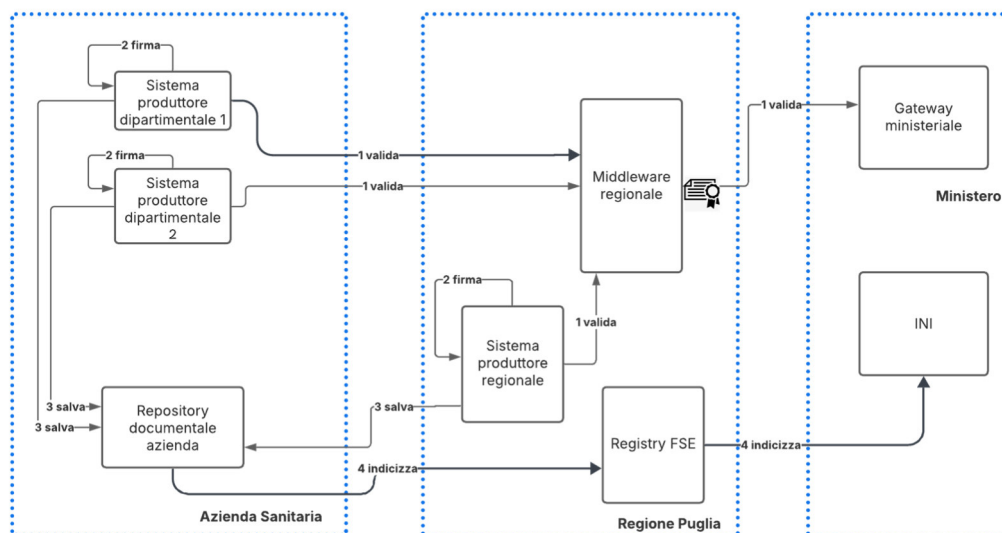 2 firma
Sistema
produttore
dipartimentale 1
1 valida
2 firma
Sistema
produttore
dipartimentale
2
1 valida
Middleware
regionale
1 valida
Gateway
ministeriale
Ministero
2 firma
Sistema
produttore
regionale
1 valida
INI
3 salva
3 salva
Repository
documentale
azienda
3 salva
4 indicizza
Registry FSE
4 indicizza
Azienda Sanitaria
Regione Puglia